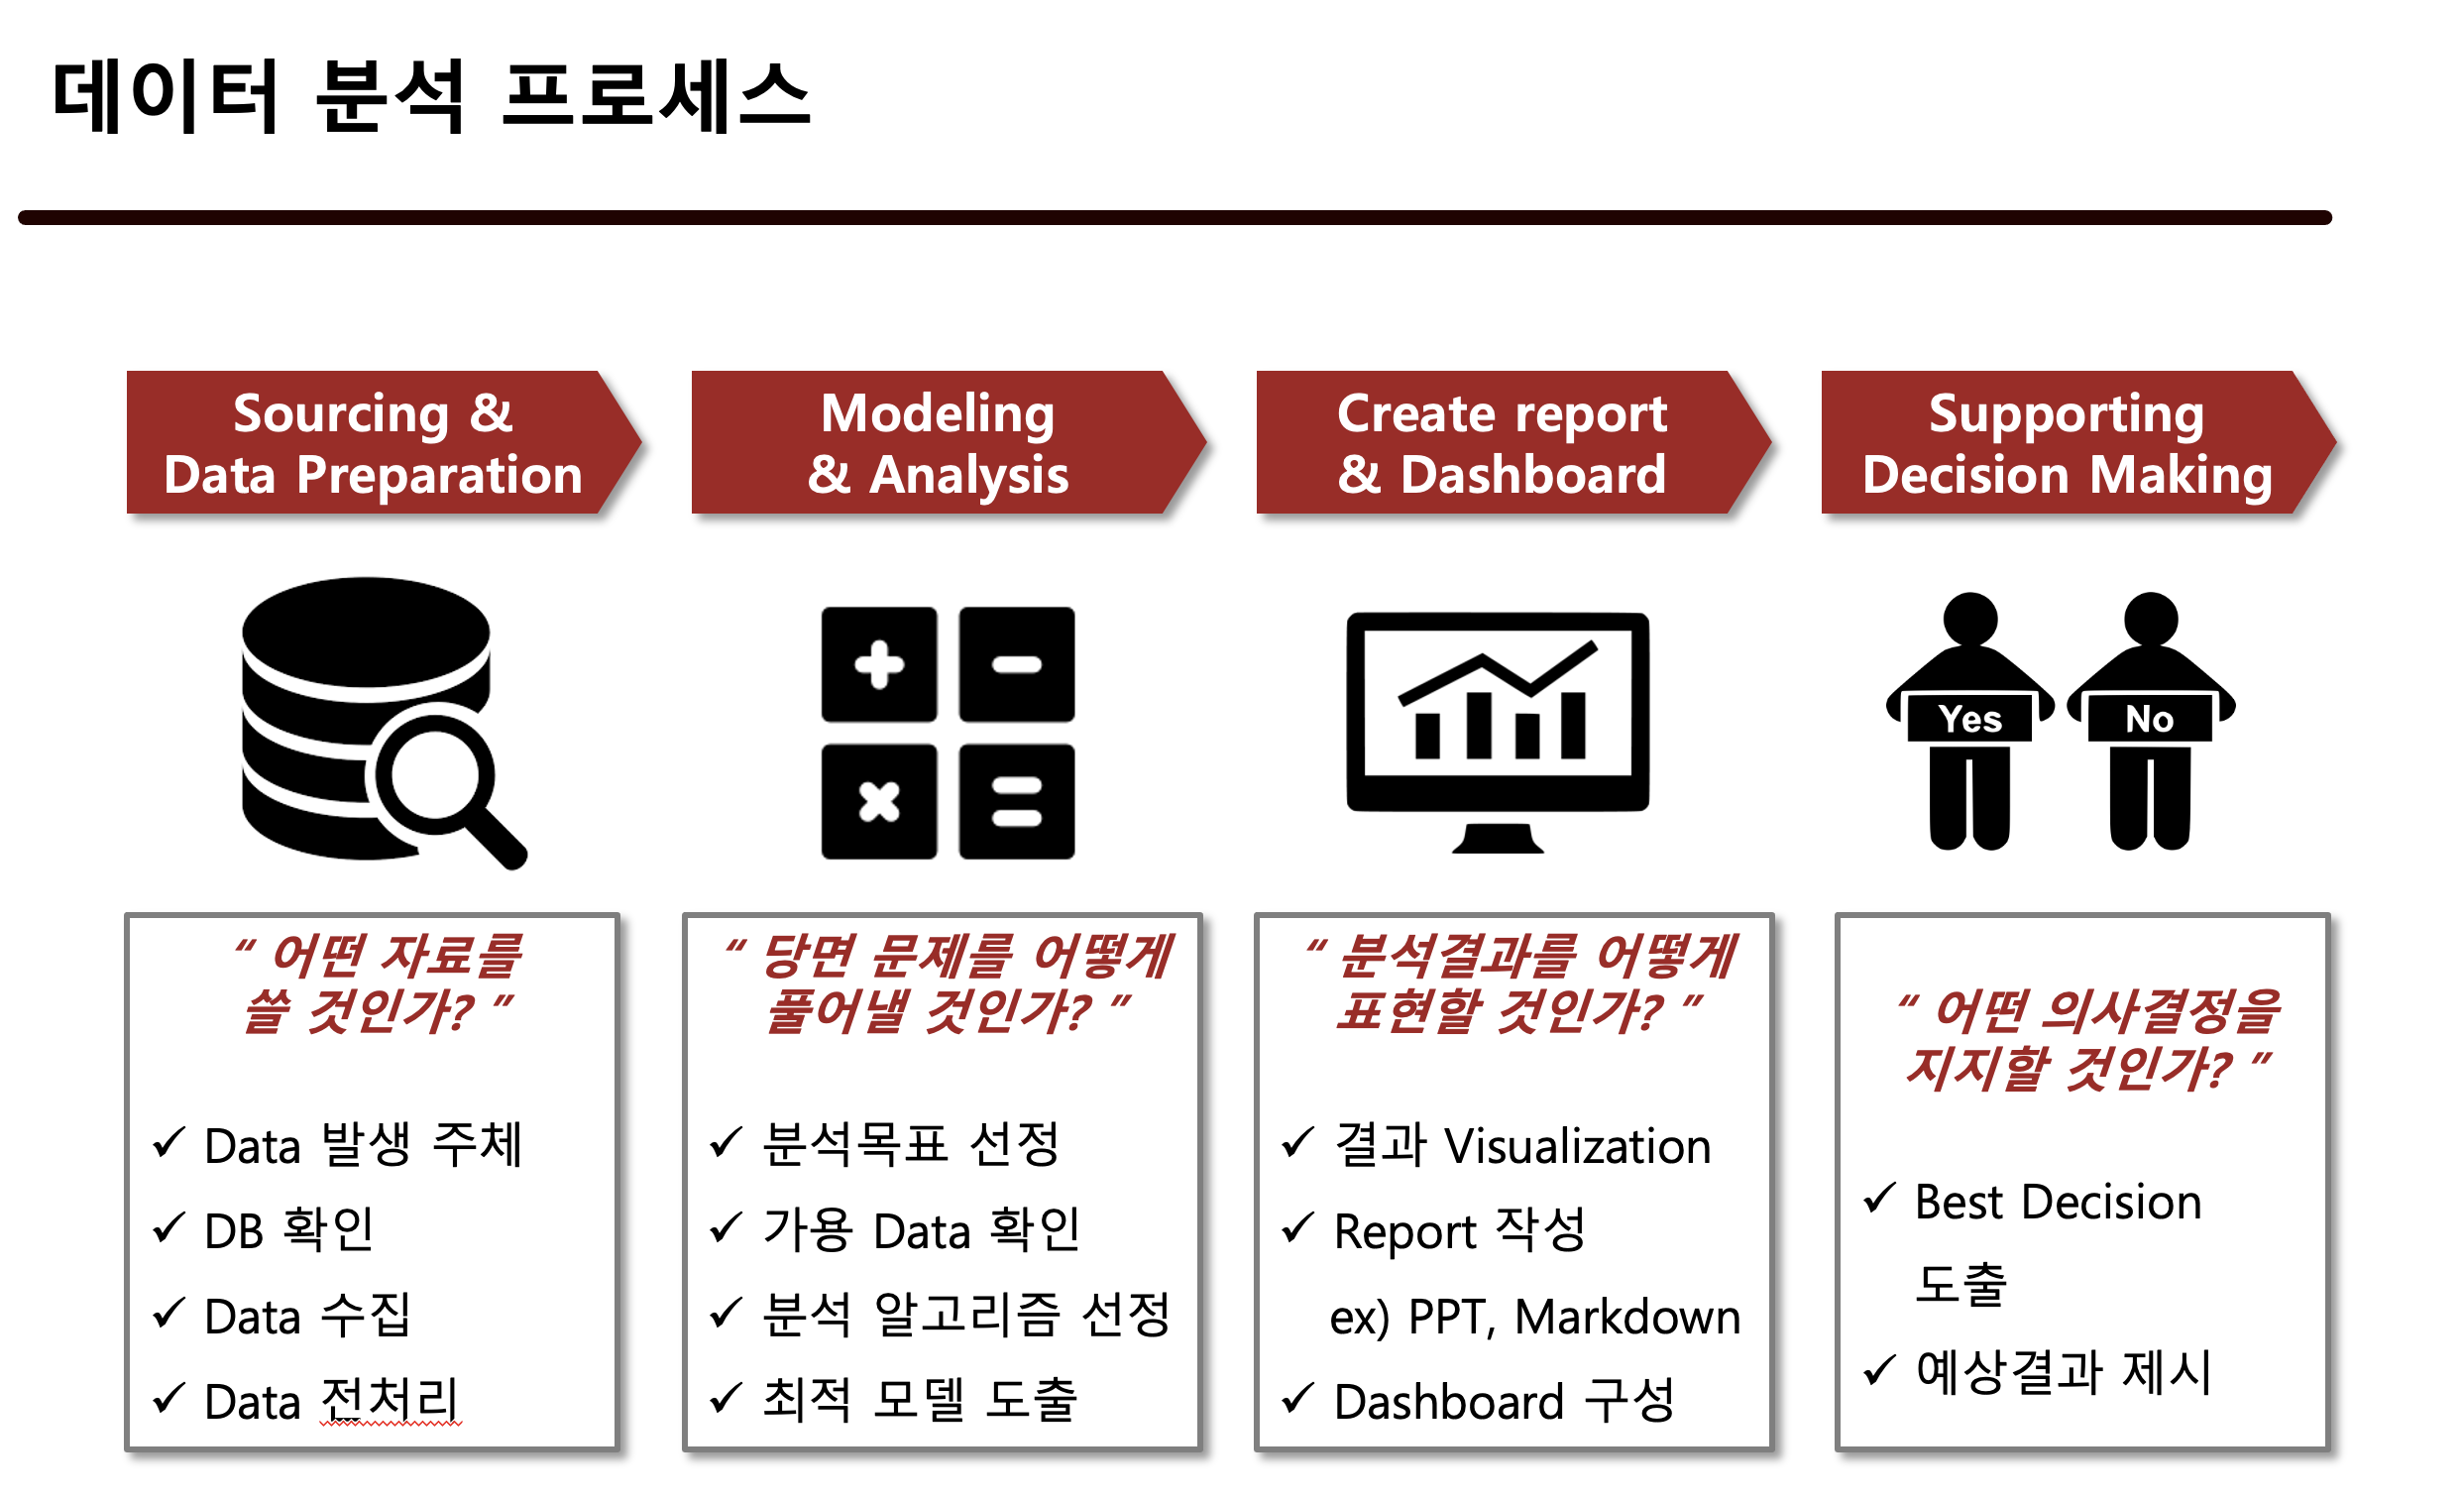 데이터 분석 프로세스
Sourcing &
Data Preparation
Modeling
& Analysis
Create report
& Dashboard
Supporting
Decision Making
Yes
No
“ 어떤 자료를
쓸 것인가? ”
✓ Data 발생 주체
✓ DB 확인
✓ Data 수집
✓ Data 전처리
“ 당면 문제를 어떻게
풀어낼 것인가? ”
✓ 분석목표 선정
✓ 가용 Data 확인
✓ 분석 알고리즘 선정
✓ 최적 모델 도출
“ 분석결과를 어떻게
표현할 것인가? ”
✓ 결과 Visualization
✓ Report 작성
ex) PPT, Markdown
✓ Dashboard 구성
“ 어떤 의사결정을
지지할 것인가? ”
✓ Best Decision
도출
✓ 예상결과 제시